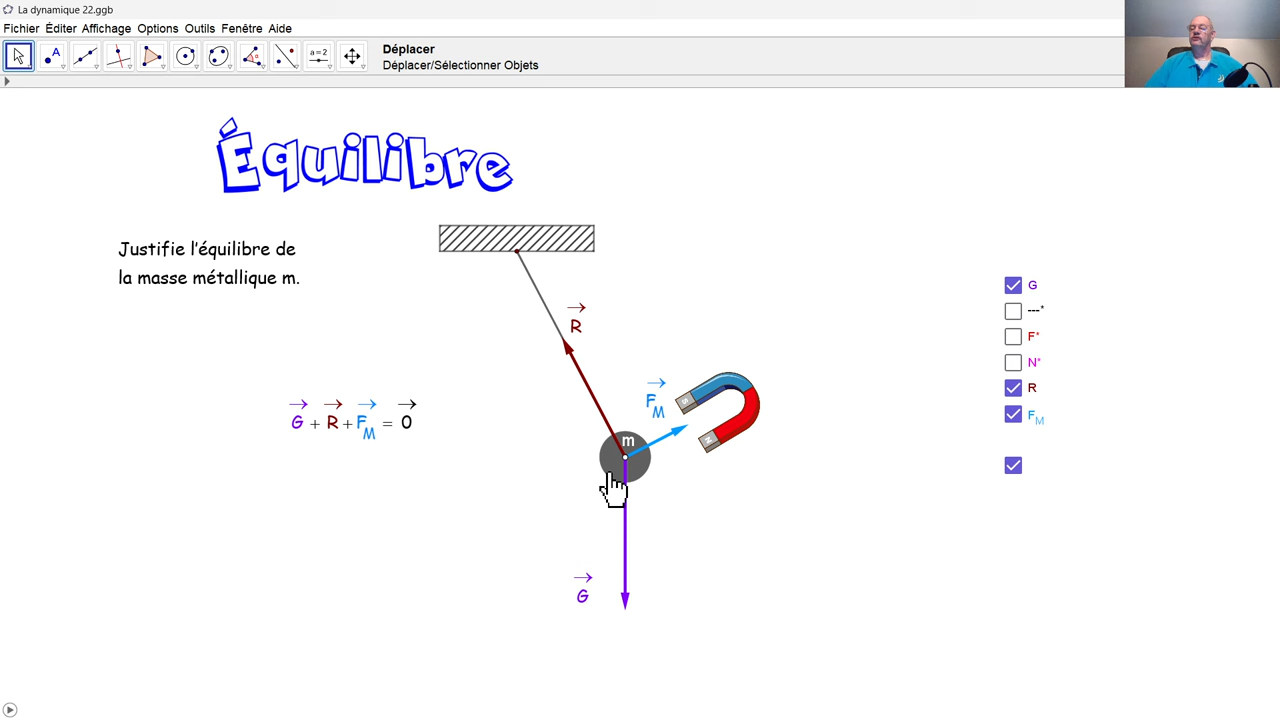 La dynamique 22.ggb
Fichier Éditer Affichage Options Outils Fenêtre Aide
A
a=2
Déplacer
Déplacer/Sélectionner Objets
Équilibre
Justifie l'équilibre de
la masse métallique m.
R
F_M
S
N
m
G + R + F_M = 0
G
G
---*
F*
N*
R
F_M